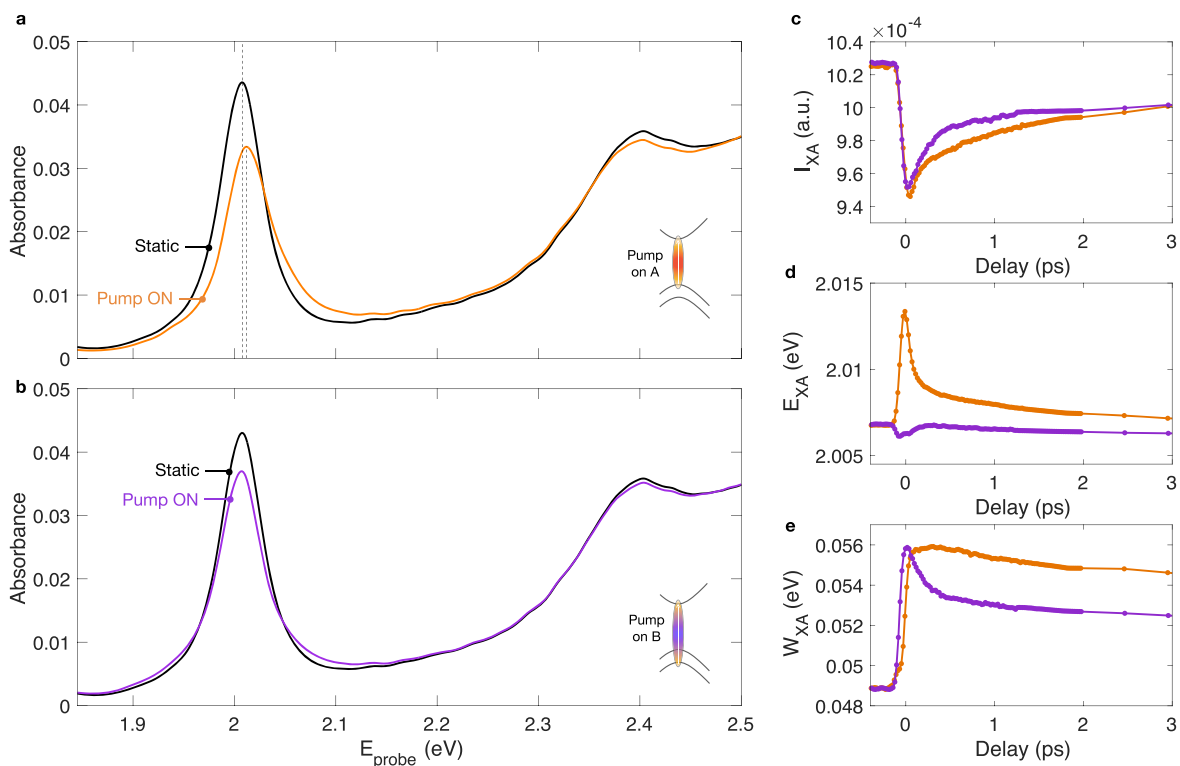 a
0.05
0.04
0.03
0.02
0.01
0
Absorbance
Static
Pump ON
Pump
on A
b
0.05
0.04
0.03
0.02
0.01
0
Absorbance
Static
Pump ON
Pump
on B
1.9 2 2.1 2.2 2.3 2.4 2.5
E_probe (eV)
c
×10⁻⁴
10.4
10.2
10
9.8
9.6
9.4
I_XA (a.u.)
0 1 2 3
Delay (ps)
d
2.015
2.01
2.005
E_XA (eV)
0 1 2 3
Delay (ps)
e
0.056
0.054
0.052
0.05
0.048
W_XA (eV)
0 1 2 3
Delay (ps)